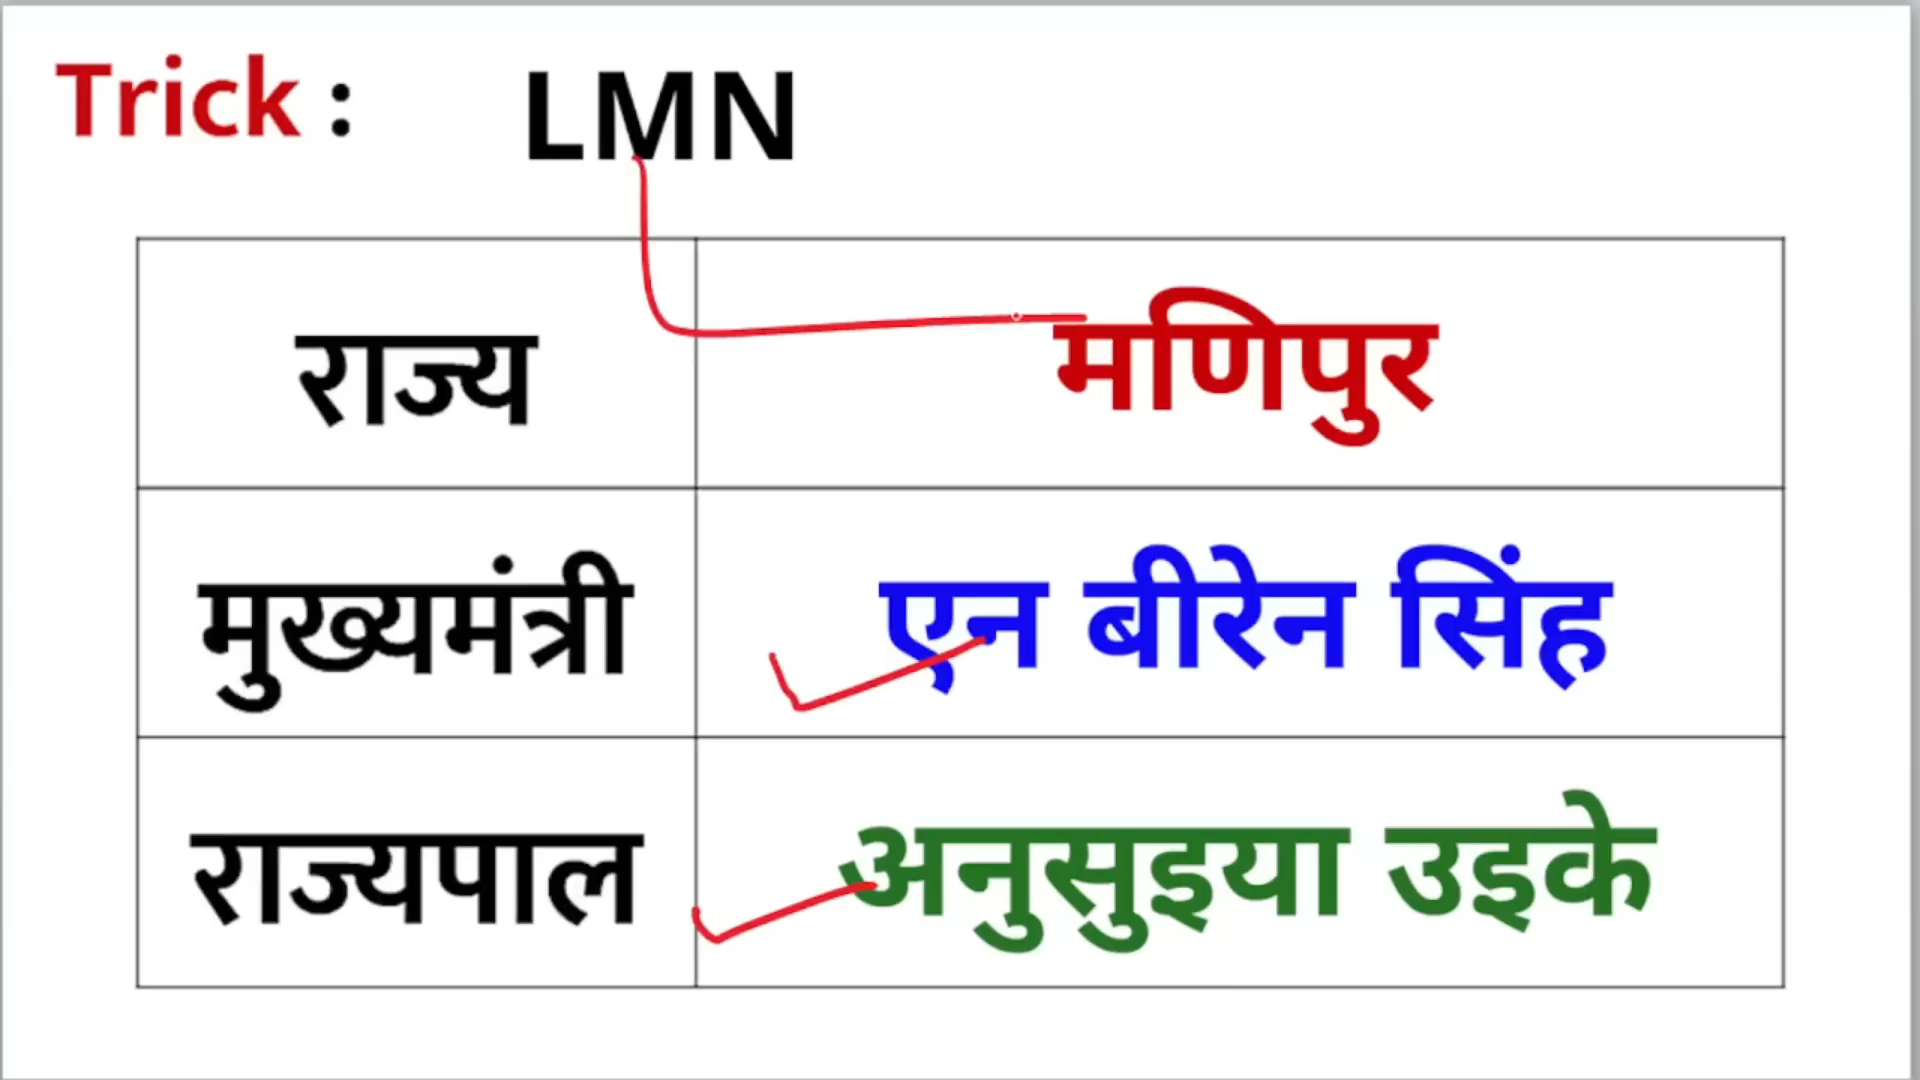 Trick : LMN
राज्य मणिपुर
मुख्यमंत्री एन बीरेन सिंह
राज्यपाल अनुसुइया उइके